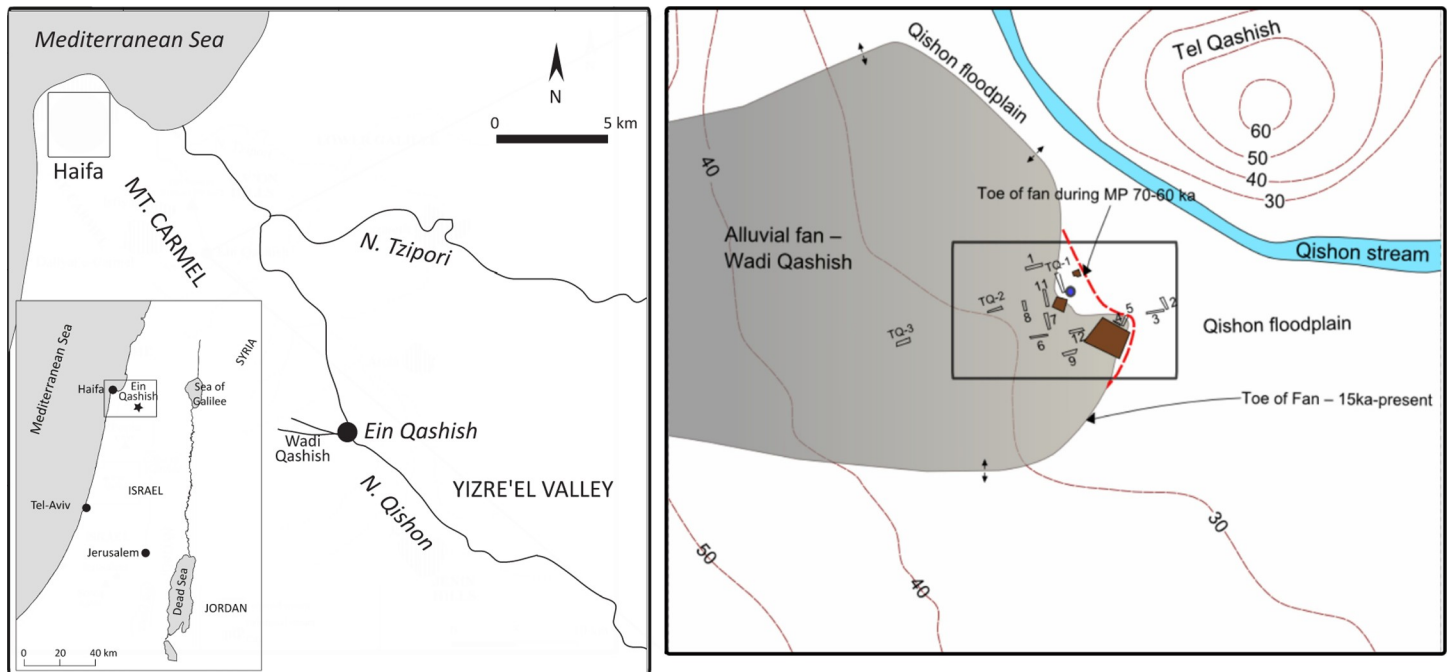 Mediterranean Sea
N
0 5 km
Haifa
MT. CARMEL
N. Tzipori
Wadi
Qashish
Ein Qashish
N. Qishon
YIZRE'EL VALLEY
Mediterranean Sea
SYRIA
Haifa
Ein
Qashish
Sea of
Galilee
ISRAEL
Tel-Aviv
Jerusalem
Dead Sea
JORDAN
0 20 40 km
Qishon floodplain
Tel Qashish
60
50
40
30
40
Toe of fan during MP 70-60 ka
Alluvial fan –
Wadi Qashish
Qishon stream
1
TQ-1
11
TQ-2
8
7
6
TQ-3
12
9
4
5
3
2
Qishon floodplain
Toe of Fan – 15ka-present
30
50
40